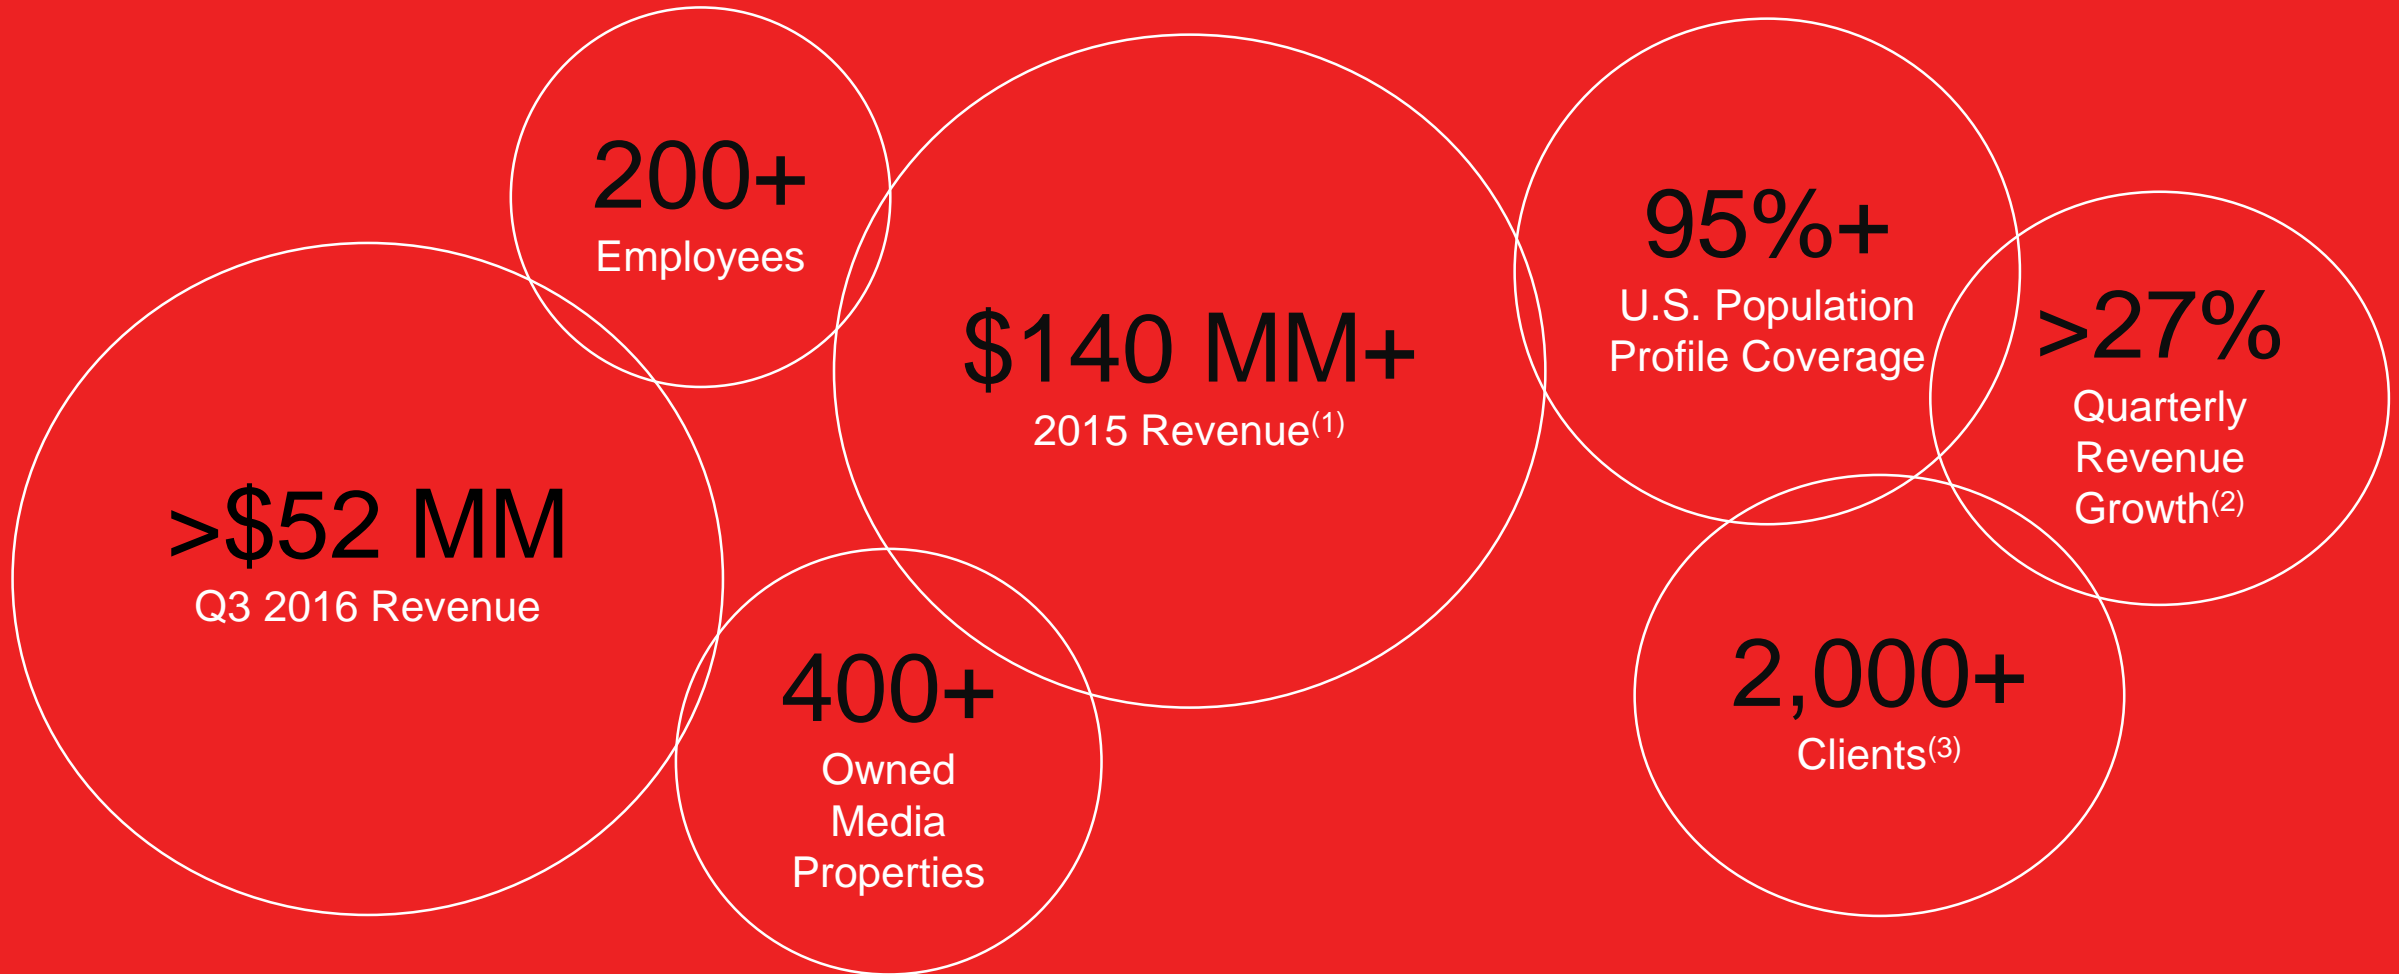 200+
Employees
>$52 MM
Q3 2016 Revenue
$140 MM+
2015 Revenue(1)
400+
Owned
Media
Properties
95%+
U.S. Population
Profile Coverage
>27%
Quarterly
Revenue
Growth(2)
2,000+
Clients(3)